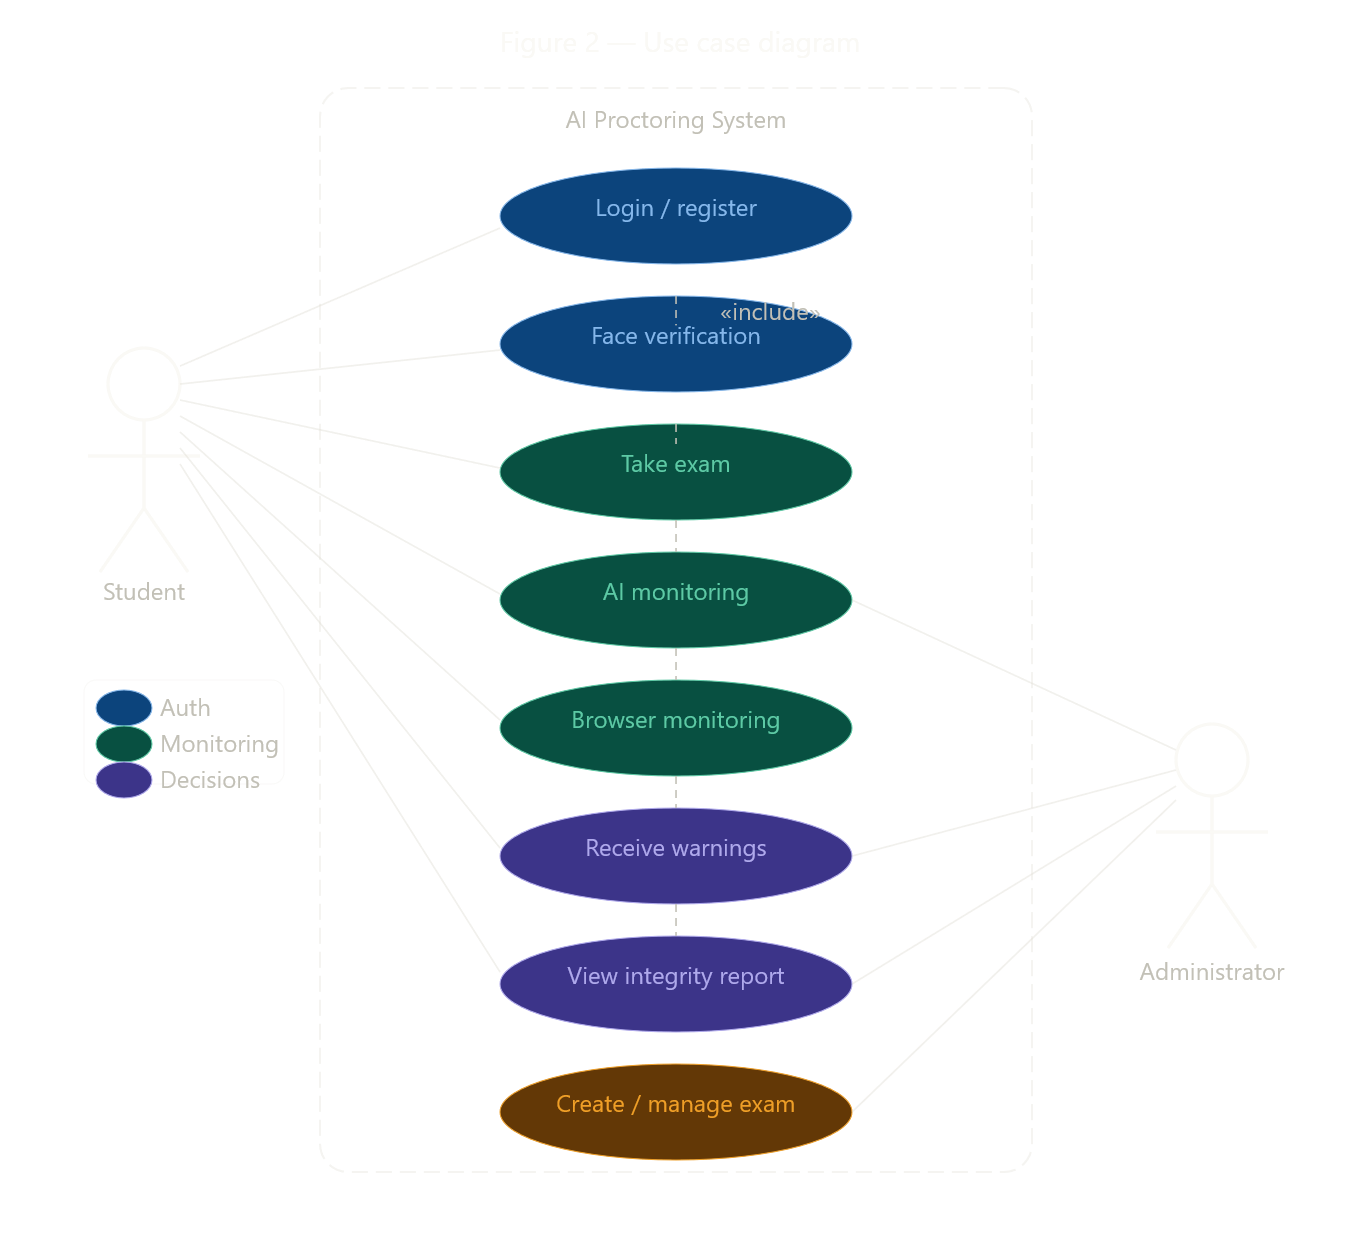 Figure 2 — Use case diagram
AI Proctoring System
Login / register
«include»
Face verification
Take exam
AI monitoring
Student
Auth
Monitoring
Decisions
Browser monitoring
Receive warnings
View integrity report
Administrator
Create / manage exam